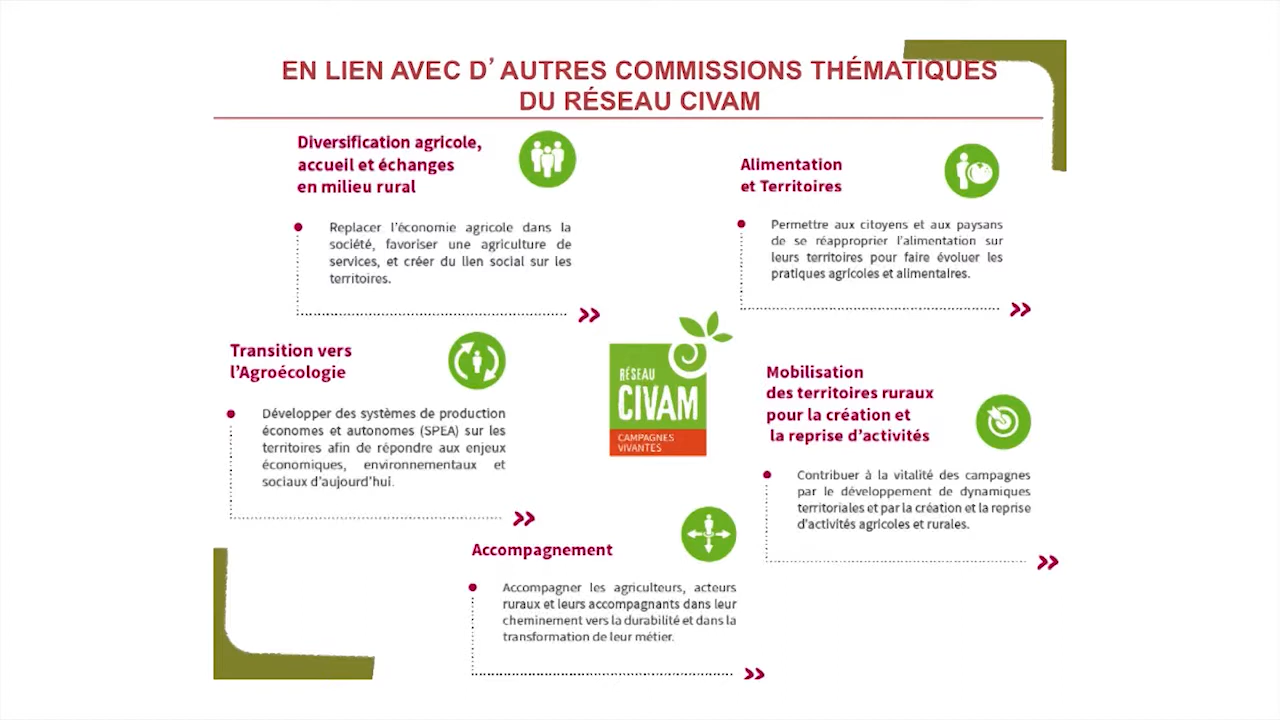 EN LIEN AVEC D’ AUTRES COMMISSIONS THÉMATIQUES
DU RÉSEAU CIVAM
Diversification agricole,
accueil et échanges
en milieu rural
Replacer l’économie agricole dans la
société, favoriser une agriculture de
services, et créer du lien social sur les
territoires.
Alimentation
et Territoires
Permettre aux citoyens et aux paysans
de se réapproprier l’alimentation sur
leurs territoires pour faire évoluer les
pratiques agricoles et alimentaires.
Transition vers
l’Agroécologie
Développer des systèmes de production
économes et autonomes (SPEA) sur les
territoires afin de répondre aux enjeux
économiques, environnementaux et
sociaux d’aujourd’hui.
RÉSEAU
CIVAM
CAMPAGNES
VIVANTES
Mobilisation
des territoires ruraux
pour la création et
la reprise d’activités
Contribuer à la vitalité des campagnes
par le développement de dynamiques
territoriales et par la création et la reprise
d’activités agricoles et rurales.
Accompagnement
Accompagner les agriculteurs, acteurs
ruraux et leurs accompagnants dans leur
cheminement vers la durabilité et dans la
transformation de leur métier.